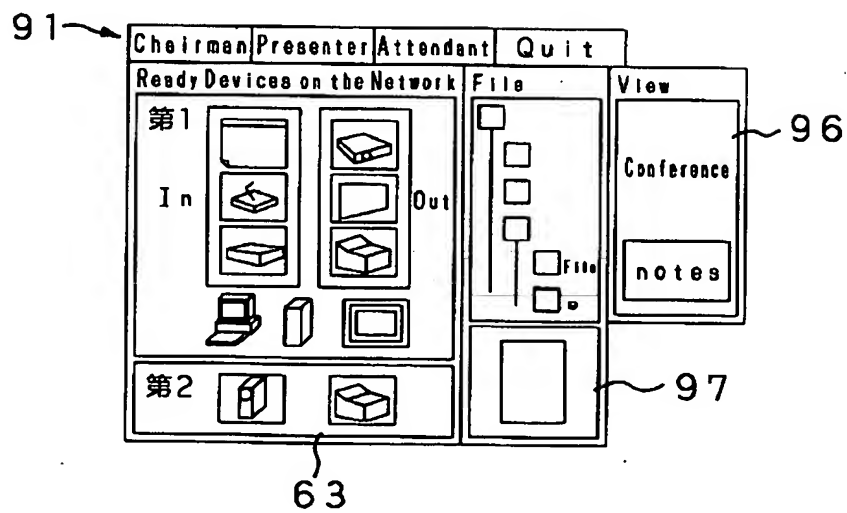 91
Chairman Presenter Attendant Quit
Ready Devices on the Network File View
第1
In
Out
File
Conference
notes
96
第2
97
63